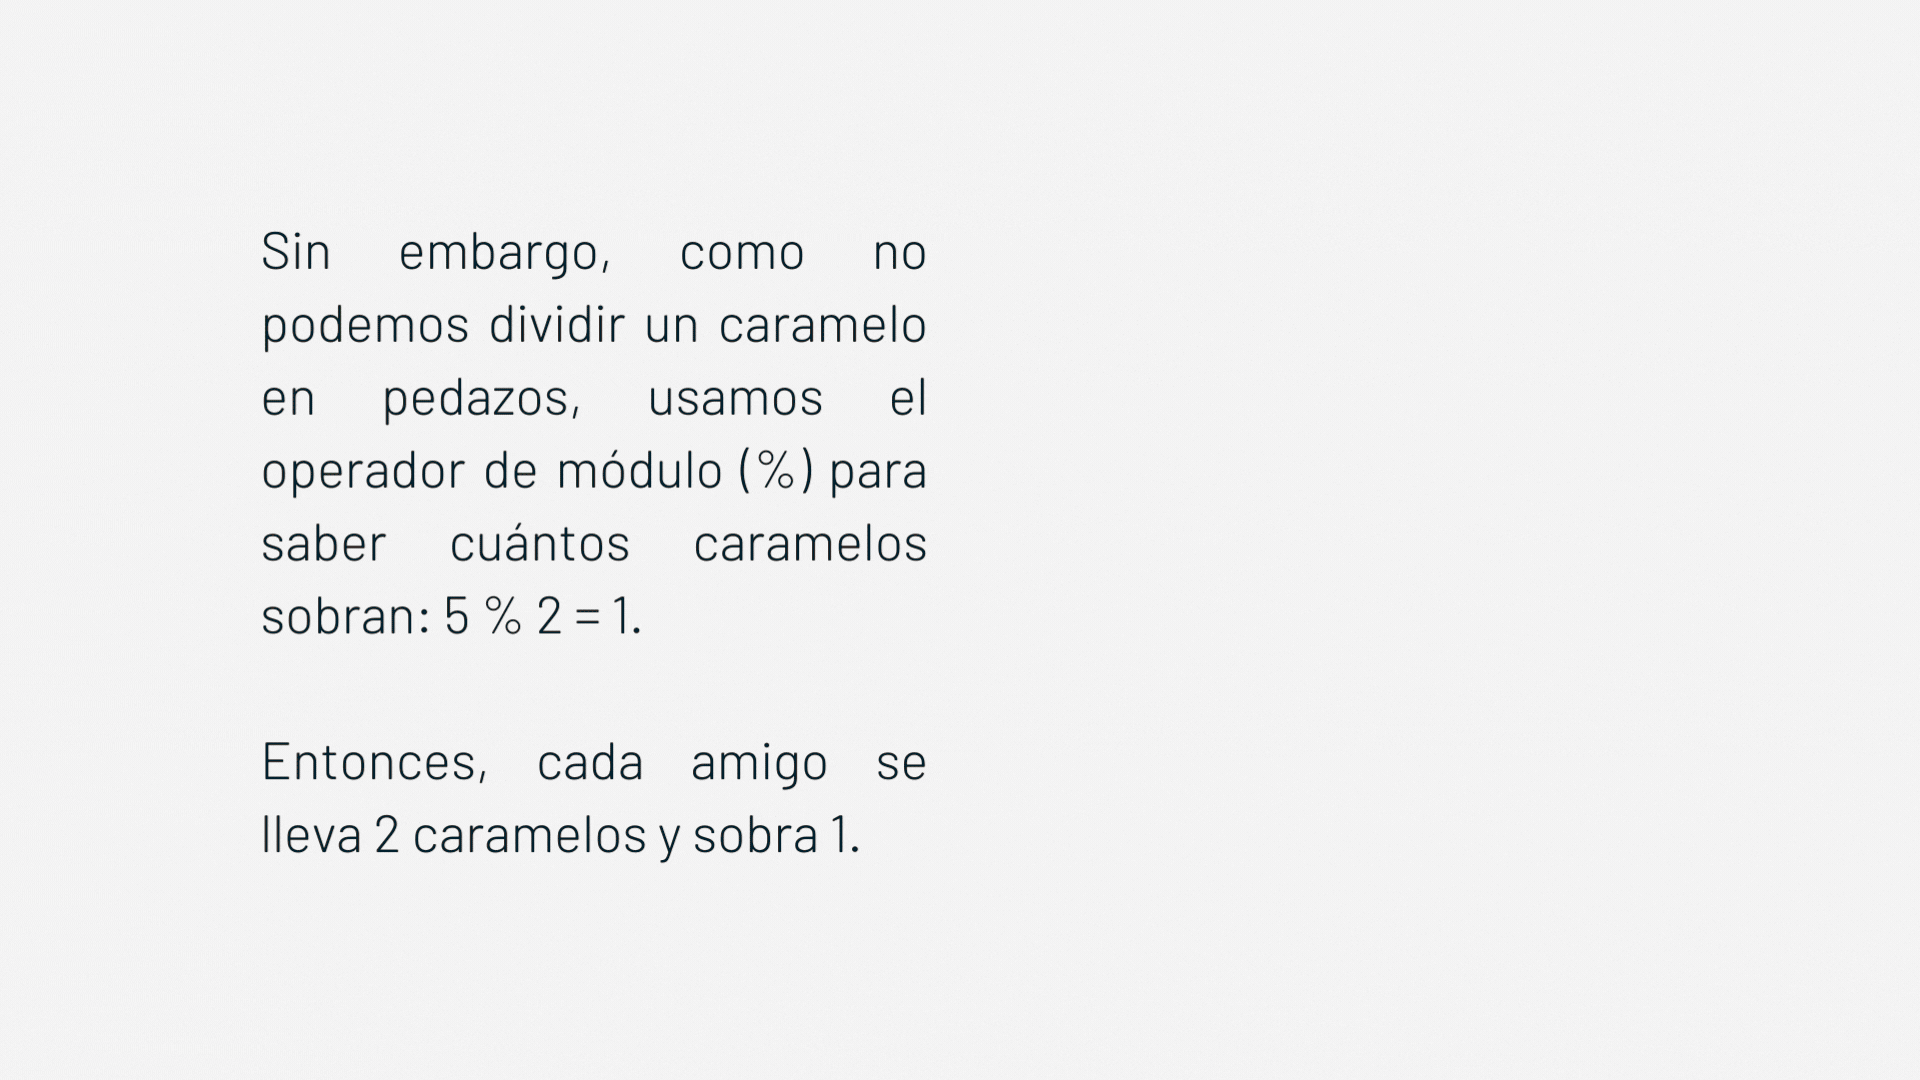 Sin embargo, como no
podemos dividir un caramelo
en pedazos, usamos el
operador de módulo (%) para
saber cuántos caramelos
sobran: 5 % 2 = 1.
Entonces, cada amigo se
lleva 2 caramelos y sobra 1.